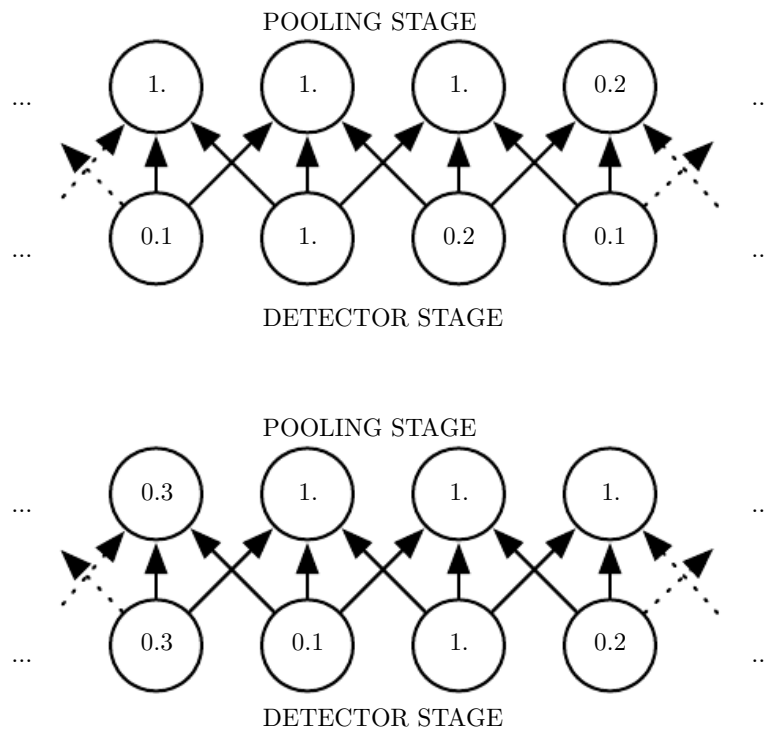 POOLING STAGE
... 1. 1. 1. 0.2 ..
... 0.1 1. 0.2 0.1 ..
DETECTOR STAGE
POOLING STAGE
... 0.3 1. 1. 1. ..
... 0.3 0.1 1. 0.2 ..
DETECTOR STAGE